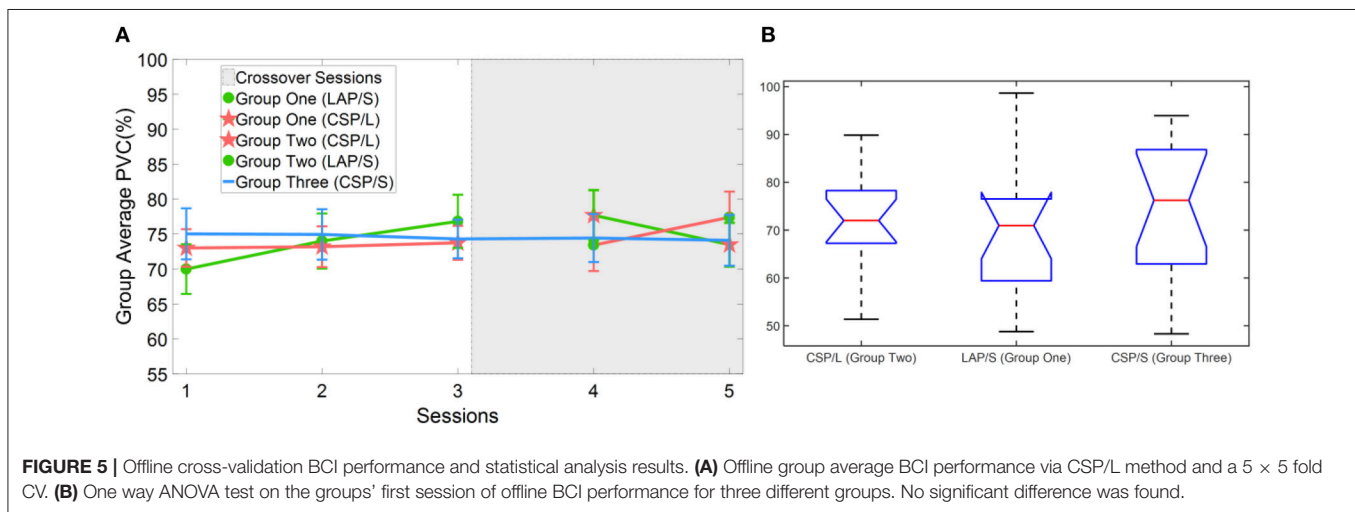 A
B
100
95
90
85
80
75
70
65
60
55
Group Average PVC(%)
Crossover Sessions
Group One (LAP/S)
Group One (CSP/L)
Group Two (CSP/L)
Group Two (LAP/S)
Group Three (CSP/S)
1 2 3 4 5
Sessions
100
90
80
70
60
50
CSP/L (Group Two) LAP/S (Group One) CSP/S (Group Three)
FIGURE 5 | Offline cross-validation BCI performance and statistical analysis results. (A) Offline group average BCI performance via CSP/L method and a 5 × 5 fold
CV. (B) One way ANOVA test on the groups' first session of offline BCI performance for three different groups. No significant difference was found.